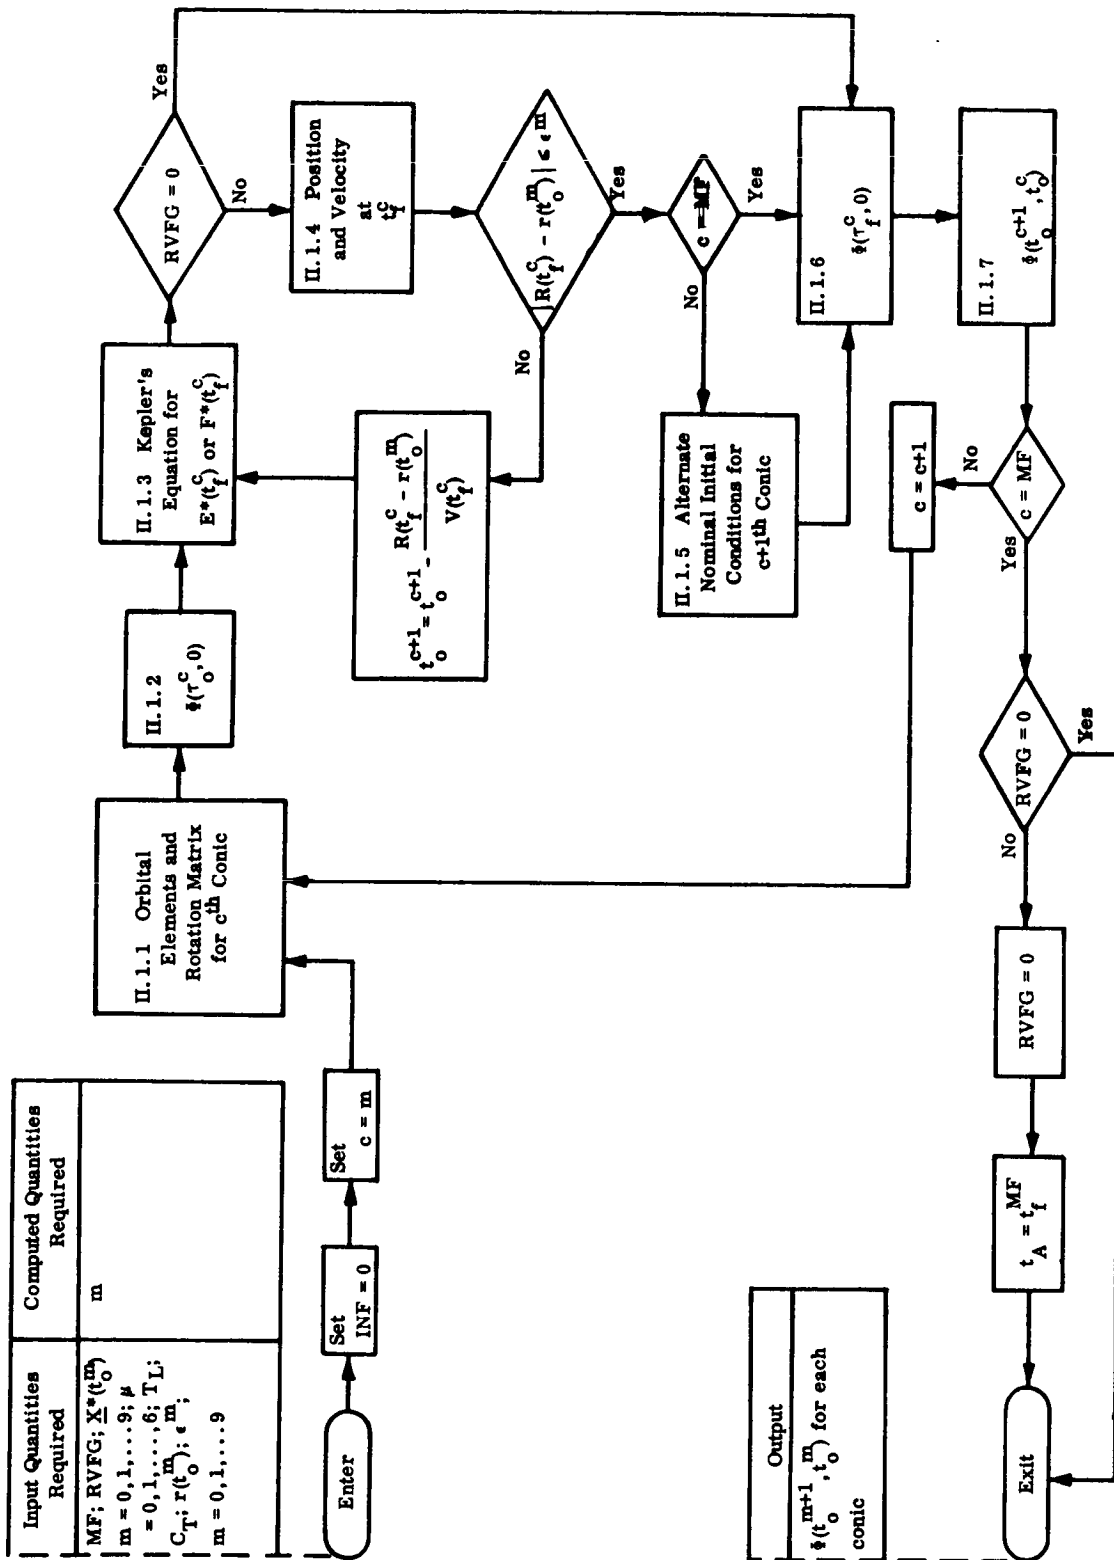 Input Quantities
Required
Computed Quantities
Required
MF; RVFG; X*(t_o^m)
m = 0, 1, ... 9; μ
= 0, 1, ..., 6; T_L;
C_T; r(t_o^m); ϵ^m;
m = 0, 1, ... 9
m
Enter
Set
INF = 0
Set
c = m
II.1.1 Orbital
Elements and
Rotation Matrix
for c^th Conic
II.1.2
Φ(τ_o^c, 0)
II.1.3 Kepler's
Equation for
E*(t_f^c) or F*(t_f^c)
RVFG = 0
Yes
No
II.1.4 Position
and Velocity
at
t_f^c
|R(t_f^c) - r(t_o^m)| ≤ ϵ^m
No
Yes
t_o^{c+1} = t_o^{c+1} - \frac{R(t_f^c - r(t_o^m)}{V(t_f^c)}
c = MF
No
Yes
II.1.5 Alternate
Nominal Initial
Conditions for
c+1^th Conic
II.1.6
Φ(τ_f^c, 0)
II.1.7
Φ(t_o^{c+1}, t_o^c)
c = MF
No
Yes
c = c+1
RVFG = 0
No
Yes
RVFG = 0
t_A = t_f^{MF}
Exit
Output
Φ(t_o^{m+1}, t_o^m) for each
conic